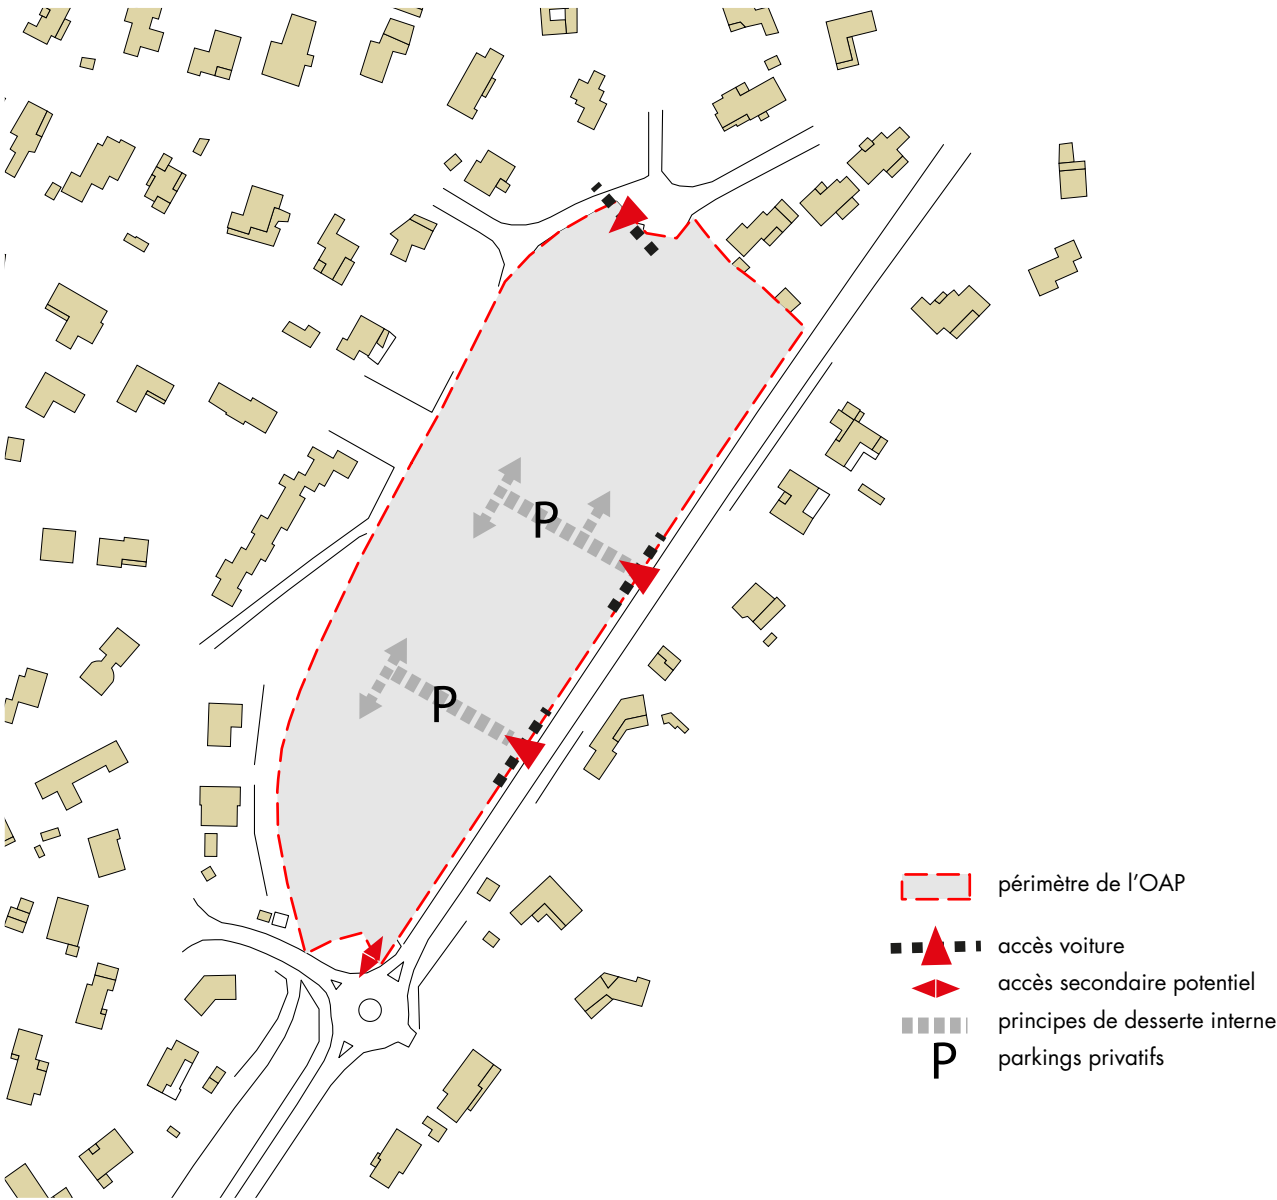 P
P
périmètre de l’OAP
accès voiture
accès secondaire potentiel
principes de desserte interne
P parkings privatifs